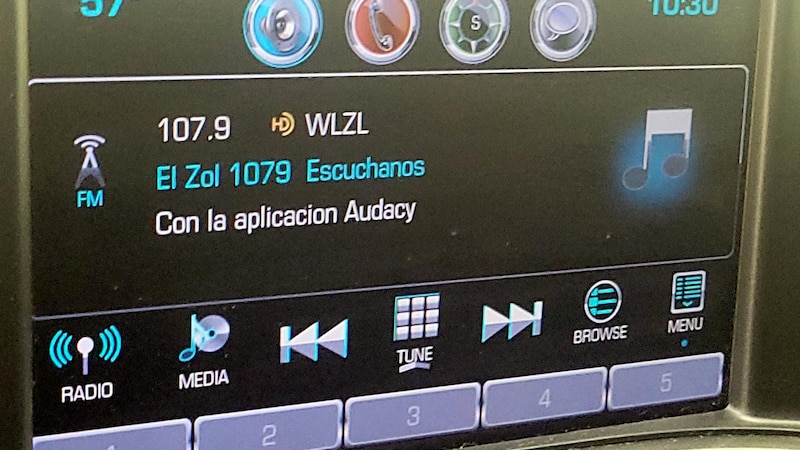 57° 10:30
S
107.9 HD WLZL
El Zol 1079 Escuchanos
FM
Con la aplicacion Audacy
RADIO MEDIA TUNE BROWSE MENU
1 2 3 4 5